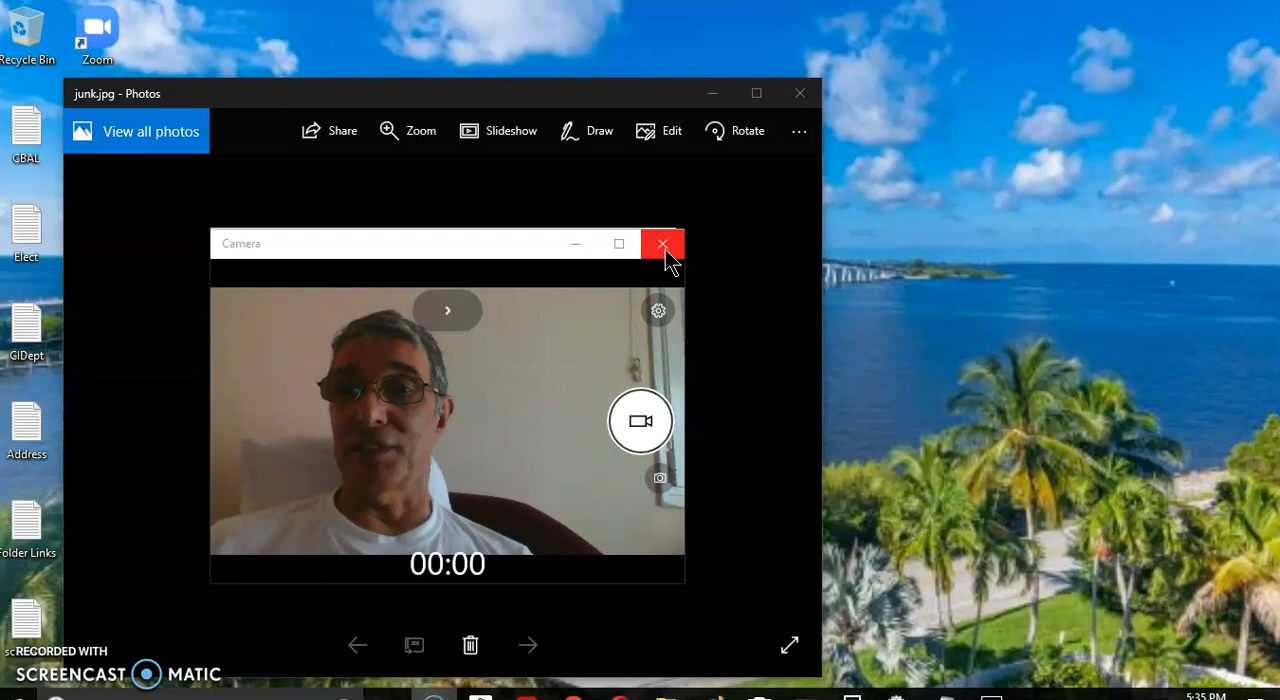 Recycle Bin
Zoom
junk.jpg - Photos
View all photos
Share
Zoom
Slideshow
Draw
Edit
Rotate
CBAL
Elect
CIDept
Address
Folder Links
Camera
00:00
RECORDED WITH
SCREENCAST MATIC
5:35 PM